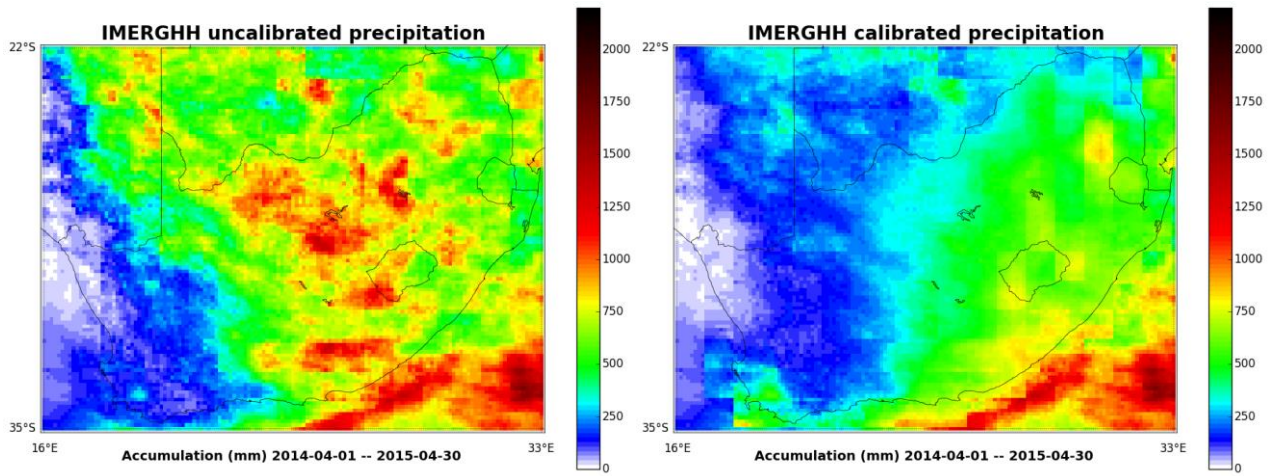 IMERGHH uncalibrated precipitation
22°S
35°S
16°E
33°E
Accumulation (mm) 2014-04-01 -- 2015-04-30
2000
1750
1500
1250
1000
750
500
250
0
IMERGHH calibrated precipitation
22°S
35°S
16°E
33°E
Accumulation (mm) 2014-04-01 -- 2015-04-30
2000
1750
1500
1250
1000
750
500
250
0